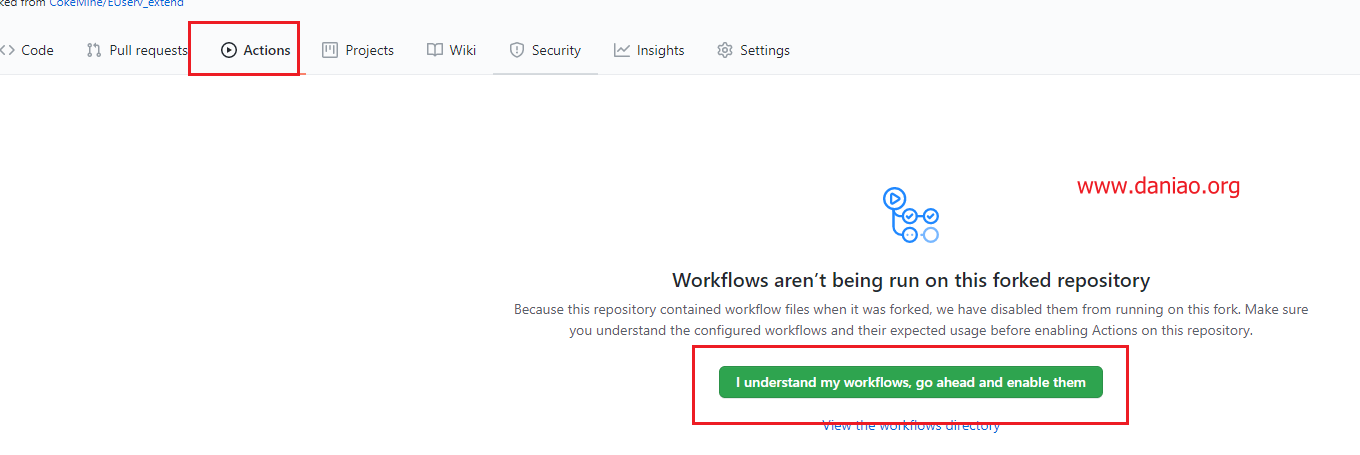 ked from CokeMine/EUserv_extend
Code Pull requests Actions Projects Wiki Security Insights Settings
www.daniao.org
Workflows aren’t being run on this forked repository
Because this repository contained workflow files when it was forked, we have disabled them from running on this fork. Make sure
you understand the configured workflows and their expected usage before enabling Actions on this repository.
I understand my workflows, go ahead and enable them
View the workflows directory